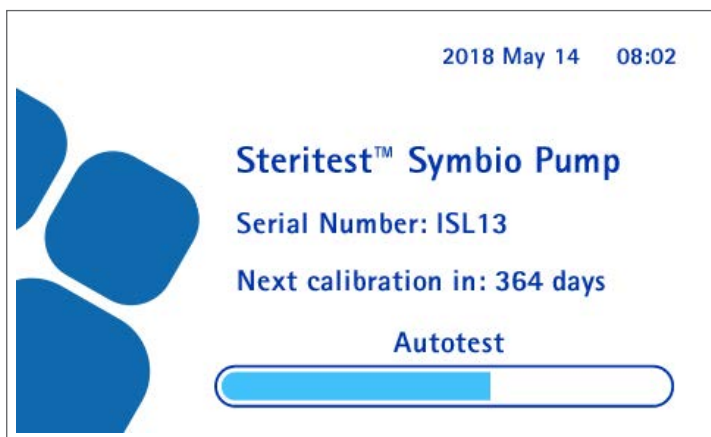 2018 May 14 08:02
Steritest™ Symbio Pump
Serial Number: ISL13
Next calibration in: 364 days
Autotest